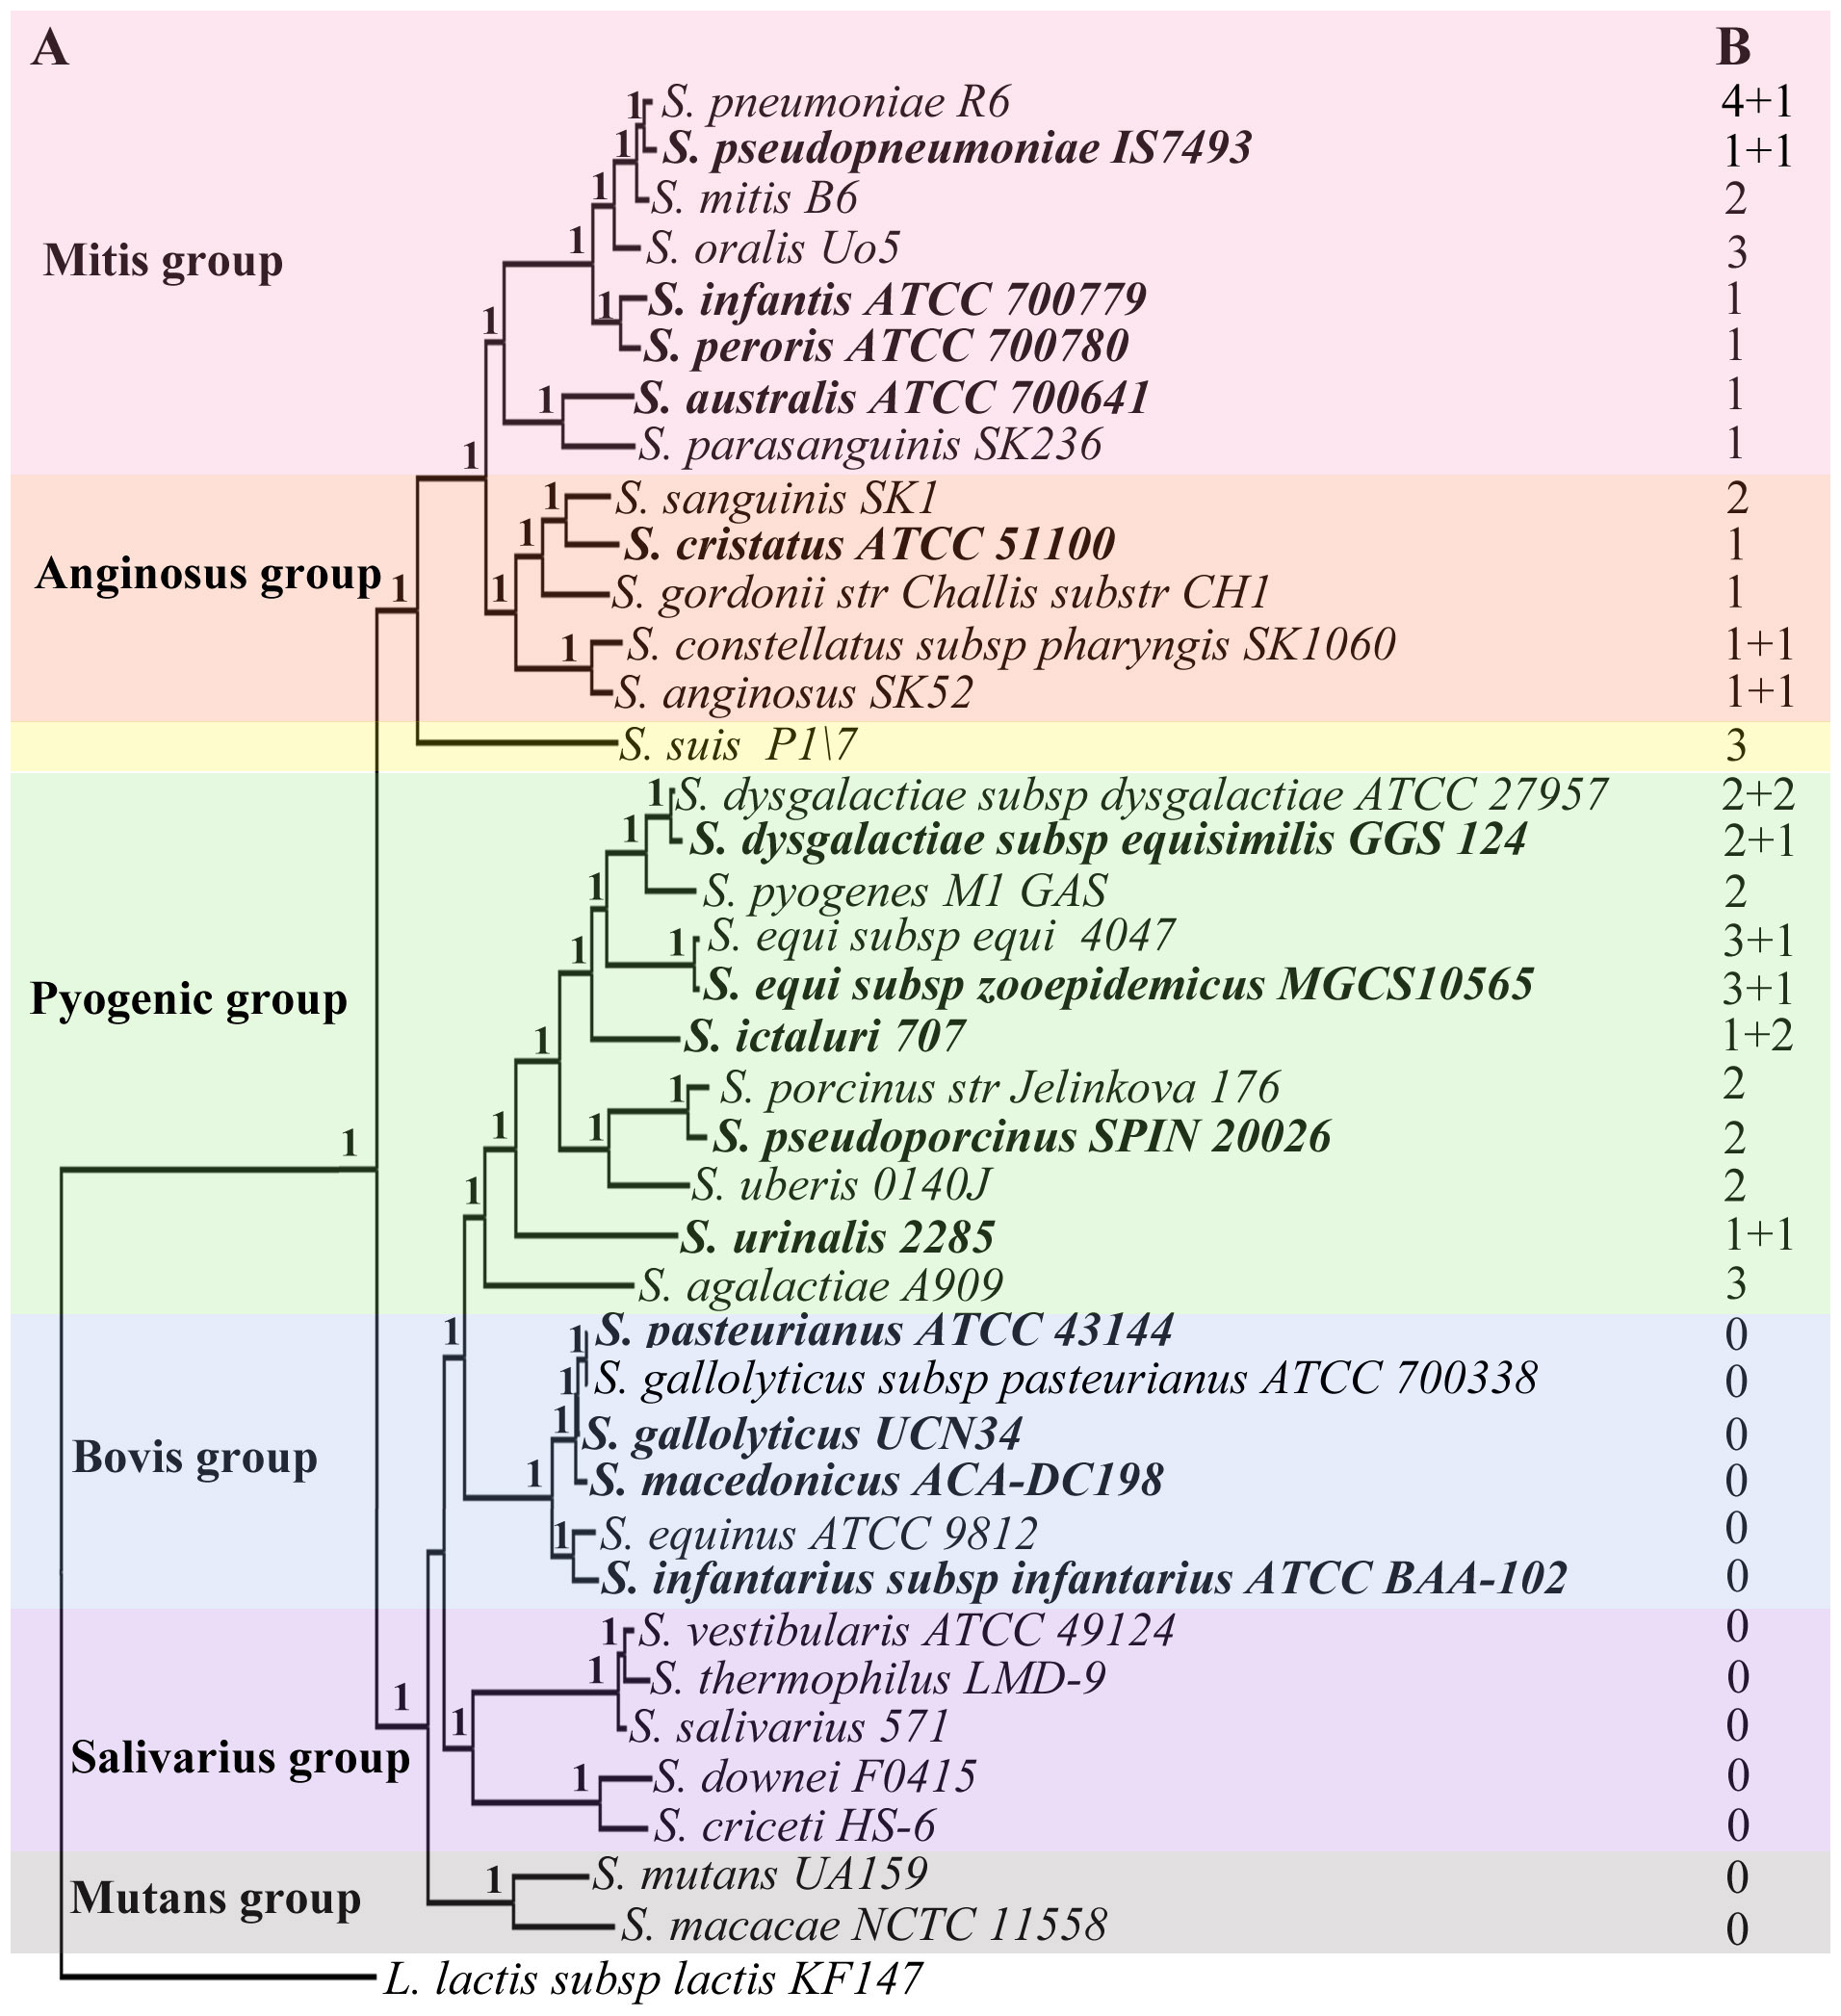 A B
1 S. pneumoniae R6 4+1
1 S. pseudopneumoniae IS7493 1+1
1 S. mitis B6 2
1 S. oralis Uo5 3
Mitis group
1 S. infantis ATCC 700779 1
1 S. peroris ATCC 700780 1
1 S. australis ATCC 700641 1
1 S. parasanguinis SK236 1
1 S. sanguinis SK1 2
1 S. cristatus ATCC 51100 1
Anginosus group
1 1 S. gordonii str Challis substr CH1 1
1 S. constellatus subsp pharyngis SK1060 1+1
S. anginosus SK52 1+1
S. suis P1\7 3
1 S. dysgalactiae subsp dysgalactiae ATCC 27957 2+2
1 S. dysgalactiae subsp equisimilis GGS 124 2+1
1 S. pyogenes M1 GAS 2
1 1 S. equi subsp equi 4047 3+1
Pyogenic group
S. equi subsp zooepidemicus MGCS10565 3+1
1 S. ictaluri 707 1+2
1 S. porcinus str Jelinkova 176 2
1 1 1 S. pseudoporcinus SPIN 20026 2
1 S. uberis 0140J 2
S. urinalis 2285 1+1
S. agalactiae A909 3
1 1 S. pasteurianus ATCC 43144 0
1 S. gallolyticus subsp pasteurianus ATCC 700338 0
1 S. gallolyticus UCN34 0
Bovis group
1 S. macedonicus ACA-DC198 0
1 S. equinus ATCC 9812 0
S. infantarius subsp infantarius ATCC BAA-102 0
1 S. vestibularis ATCC 49124 0
1 1 S. thermophilus LMD-9 0
1 S. salivarius 571 0
Salivarius group
1 S. downei F0415 0
S. criceti HS-6 0
1 S. mutans UA159 0
Mutans group
S. macacae NCTC 11558 0
L. lactis subsp lactis KF147